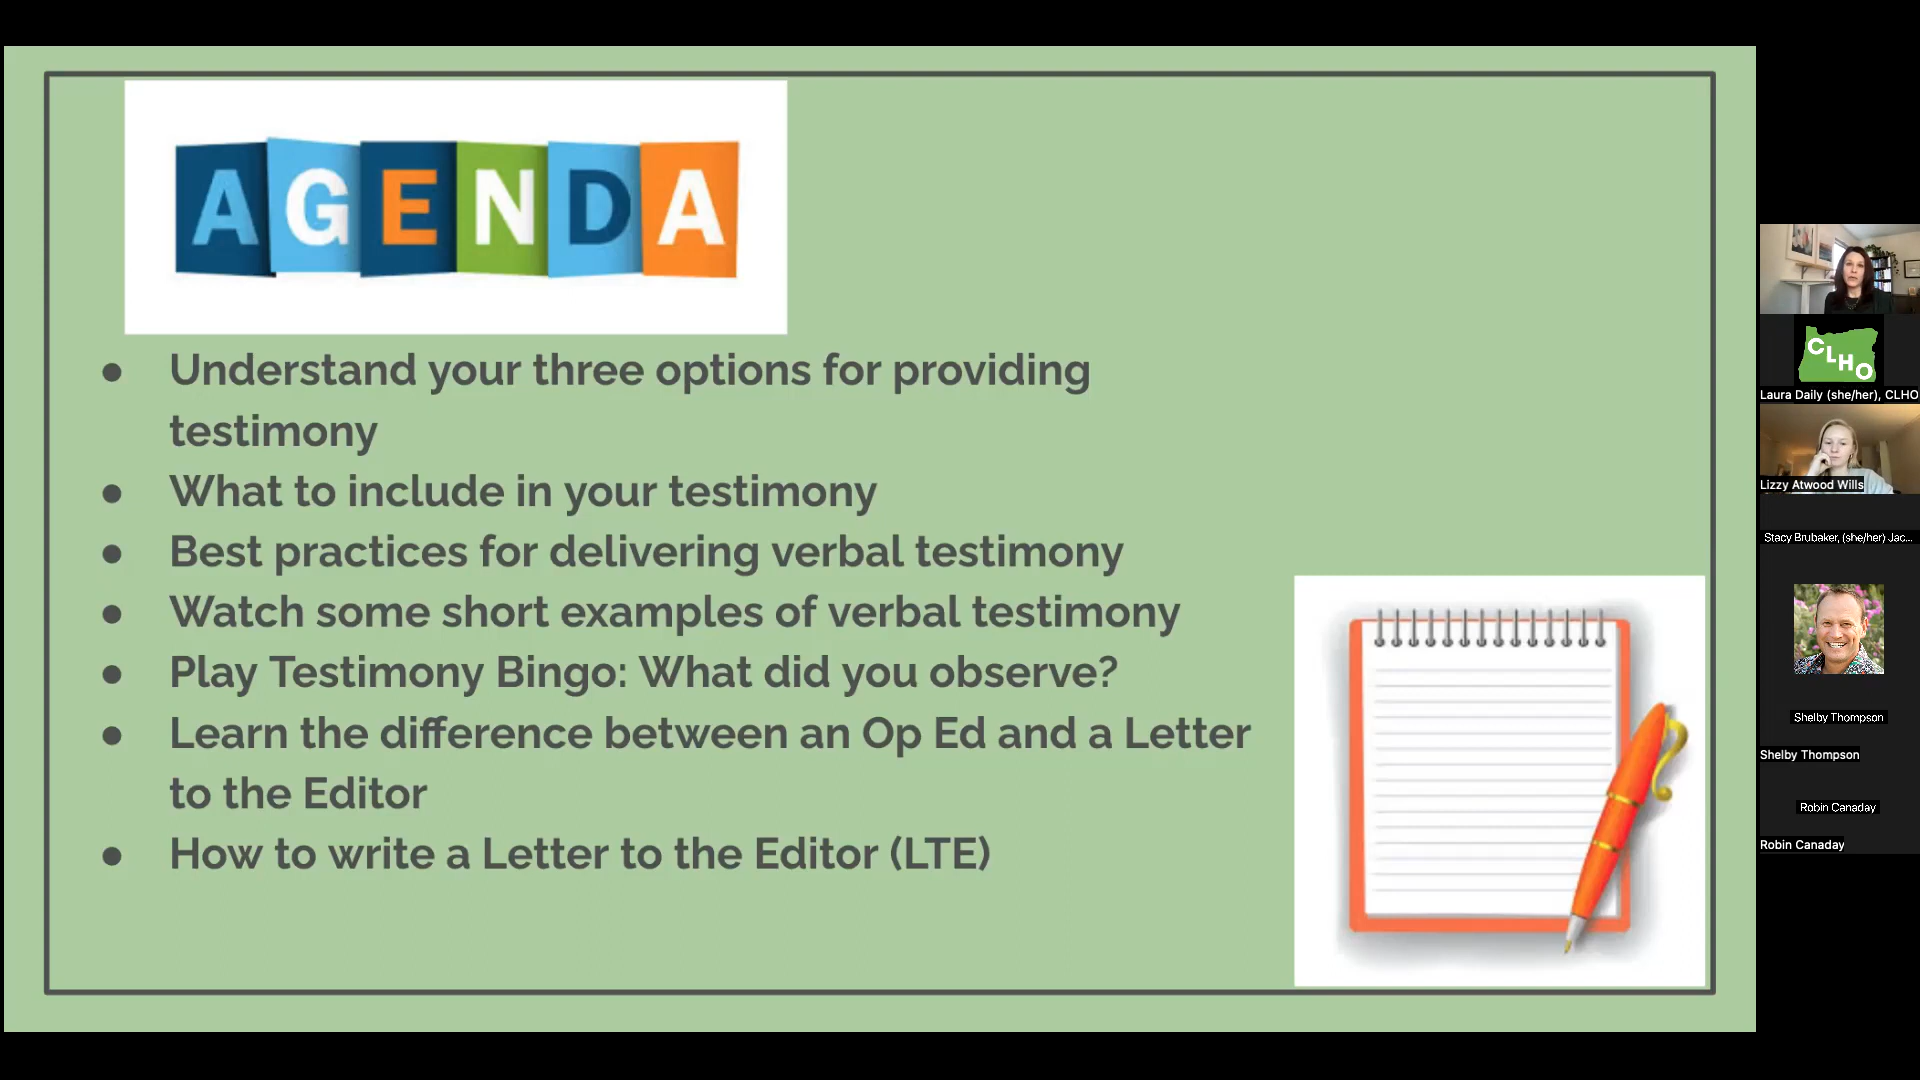 AGENDA
● Understand your three options for providing
testimony
● What to include in your testimony
● Best practices for delivering verbal testimony
● Watch some short examples of verbal testimony
● Play Testimony Bingo: What did you observe?
● Learn the difference between an Op Ed and a Letter
to the Editor
● How to write a Letter to the Editor (LTE)
CLHO
Laura Daily (she/her), CLHO
Lizzy Atwood Wills
Stacy Brubaker, (she/her) Jac...
Shelby Thompson
Shelby Thompson
Robin Canaday
Robin Canaday